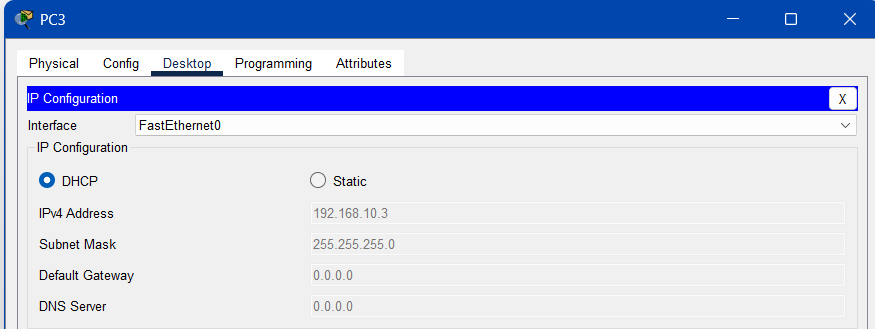 PC3
Physical Config Desktop Programming Attributes
IP Configuration X
Interface FastEthernet0
IP Configuration
DHCP Static
IPv4 Address 192.168.10.3
Subnet Mask 255.255.255.0
Default Gateway 0.0.0.0
DNS Server 0.0.0.0